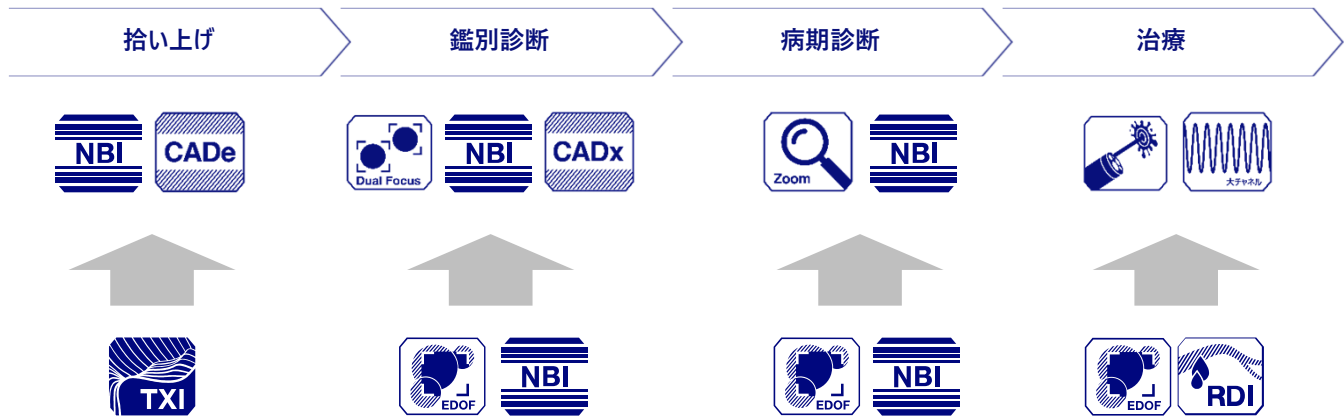 拾い上げ
鑑別診断
病期診断
治療
NBI
CADe
Dual Focus
NBI
CADx
Zoom
NBI
大チャネル
TXI
EDOF
NBI
EDOF
NBI
EDOF
RDI